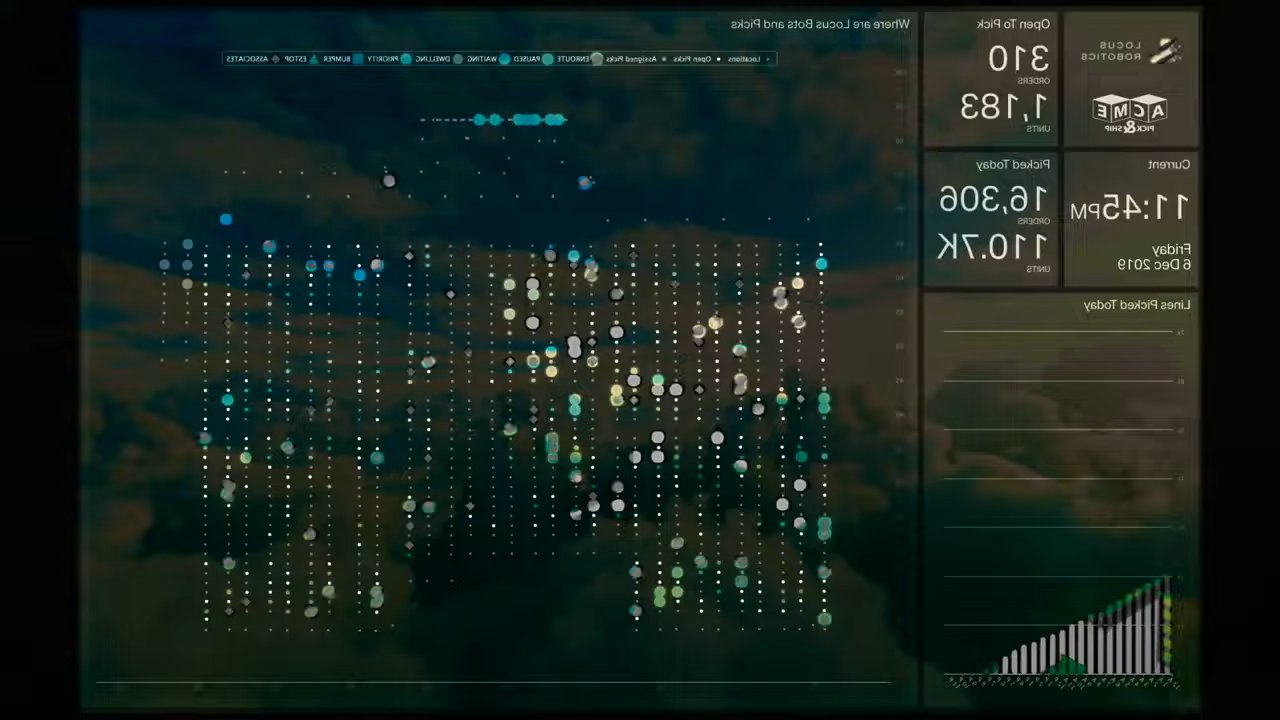 Where are Locus Bots and Picks
Locations Open Picks Assigned Picks ENROUTE PAUSED WAITING DWELLING PRIORITY BUMPER ESTOP ASSOCIATES
Open To Pick
310
ORDERS
1,183
UNITS
LOCUS
ROBOTICS
ACME
PICK & SHIP
Picked Today
16,306
ORDERS
110.7K
UNITS
Current
11:45PM
Friday
6 Dec 2019
Lines Picked Today